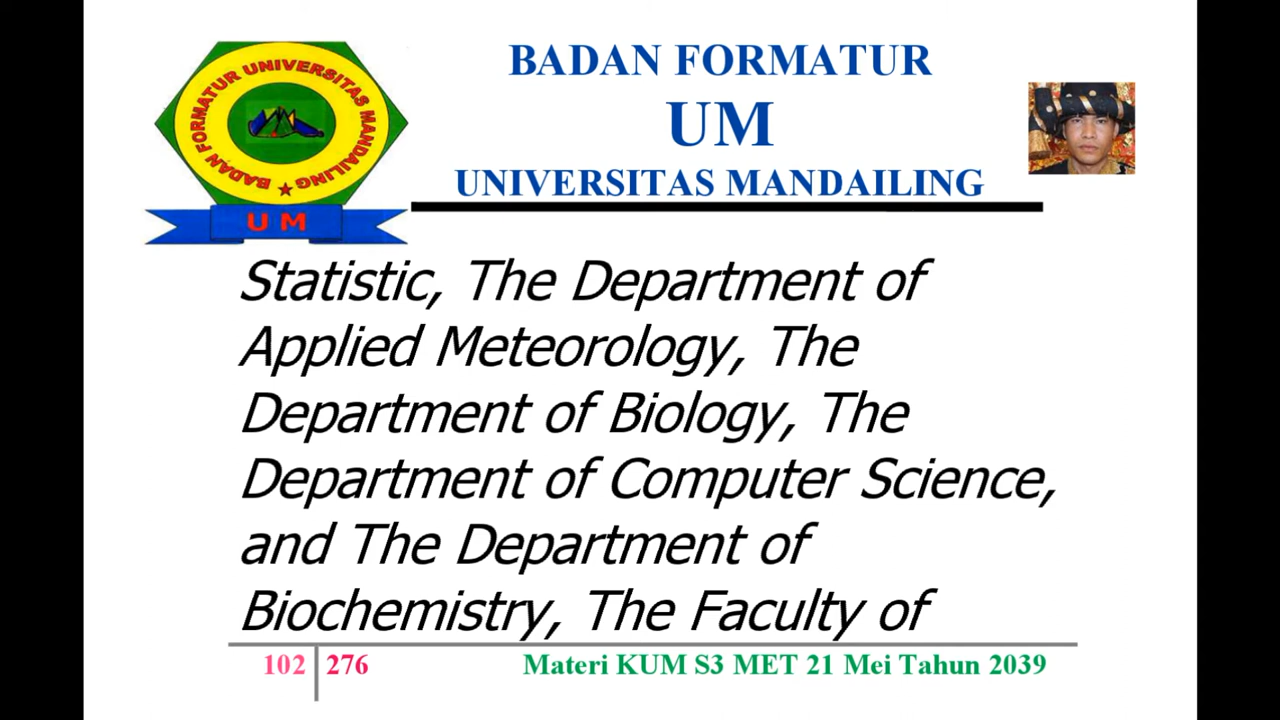 BADAN FORMATUR UNIVERSITAS MANDAILING
UM
BADAN FORMATUR
UM
UNIVERSITAS MANDAILING
Statistic, The Department of
Applied Meteorology, The
Department of Biology, The
Department of Computer Science,
and The Department of
Biochemistry, The Faculty of
102 276 Materi KUM S3 MET 21 Mei Tahun 2039